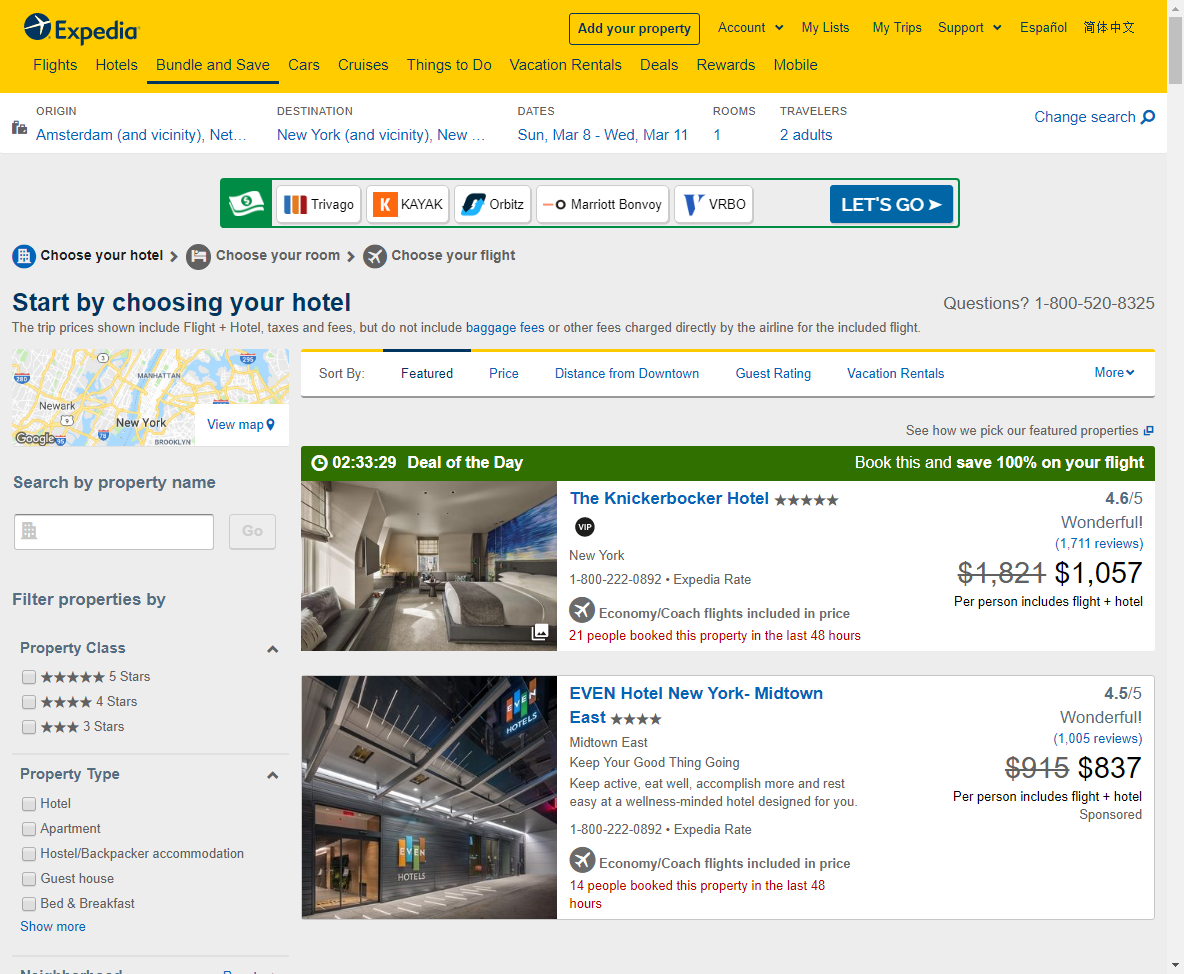 Expedia
Add your property
Account
My Lists
My Trips
Support
Español
简体中文
Flights
Hotels
Bundle and Save
Cars
Cruises
Things to Do
Vacation Rentals
Deals
Rewards
Mobile
ORIGIN
Amsterdam (and vicinity), Net…
DESTINATION
New York (and vicinity), New …
DATES
Sun, Mar 8 - Wed, Mar 11
ROOMS
1
TRAVELERS
2 adults
Change search
Trivago
KAYAK
Orbitz
Marriott Bonvoy
VRBO
LET'S GO ➤
Choose your hotel
Choose your room
Choose your flight
Start by choosing your hotel
Questions? 1-800-520-8325
The trip prices shown include Flight + Hotel, taxes and fees, but do not include baggage fees or other fees charged directly by the airline for the included flight.
MANHATTAN
Newark
New York
BROOKLYN
Google
280
3
295
9
95
78
View map
Search by property name
Go
Filter properties by
Property Class
★★★★★ 5 Stars
★★★★ 4 Stars
★★★ 3 Stars
Property Type
Hotel
Apartment
Hostel/Backpacker accommodation
Guest house
Bed & Breakfast
Show more
Neighborhood
Sort By:
Featured
Price
Distance from Downtown
Guest Rating
Vacation Rentals
More
See how we pick our featured properties
02:33:29 Deal of the Day
Book this and save 100% on your flight
The Knickerbocker Hotel ★★★★★
VIP
New York
1-800-222-0892 • Expedia Rate
Economy/Coach flights included in price
21 people booked this property in the last 48 hours
4.6/5
Wonderful!
(1,711 reviews)
$1,821 $1,057
Per person includes flight + hotel
EVEN
HOTELS
EVEN
HOTELS
EVEN Hotel New York- Midtown
East ★★★★
Midtown East
Keep Your Good Thing Going
Keep active, eat well, accomplish more and rest
easy at a wellness-minded hotel designed for you.
1-800-222-0892 • Expedia Rate
Economy/Coach flights included in price
14 people booked this property in the last 48
hours
4.5/5
Wonderful!
(1,005 reviews)
$915 $837
Per person includes flight + hotel
Sponsored